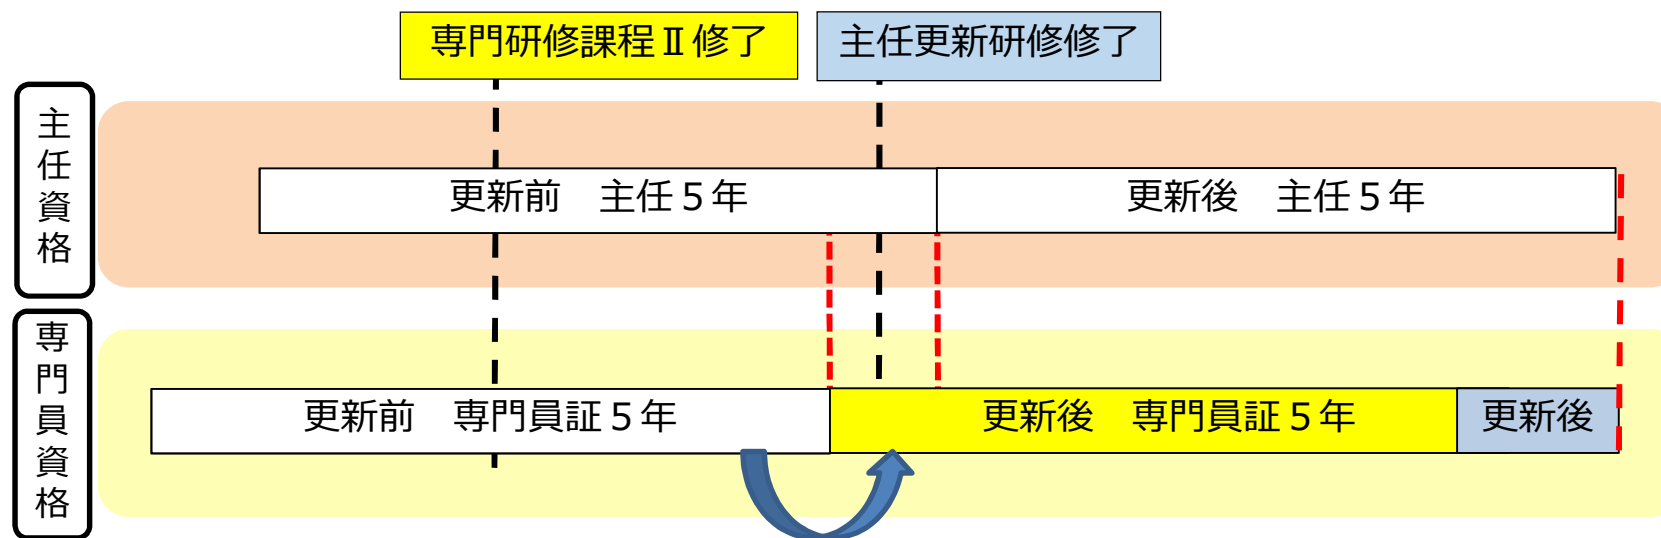 専門研修課程Ⅱ修了
主任更新研修修了
主任資格
更新前　主任５年
更新後　主任５年
専門員資格
更新前　専門員証５年
更新後　専門員証５年
更新後